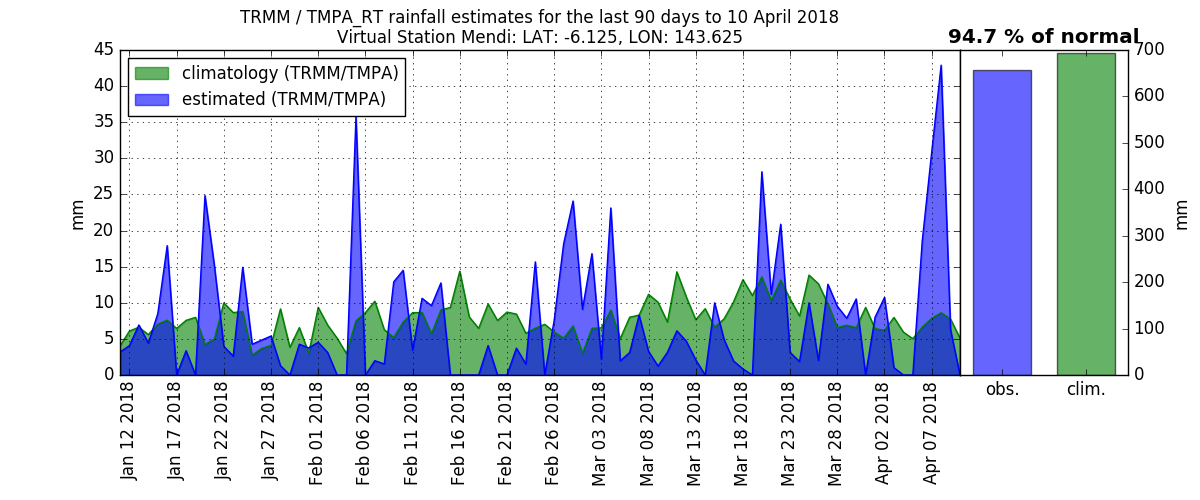 TRMM / TMPA_RT rainfall estimates for the last 90 days to 10 April 2018
Virtual Station Mendi: LAT: -6.125, LON: 143.625
94.7 % of normal
climatology (TRMM/TMPA)
estimated (TRMM/TMPA)
mm
45
40
35
30
25
20
15
10
5
0
Jan 12 2018
Jan 17 2018
Jan 22 2018
Jan 27 2018
Feb 01 2018
Feb 06 2018
Feb 11 2018
Feb 16 2018
Feb 21 2018
Feb 26 2018
Mar 03 2018
Mar 08 2018
Mar 13 2018
Mar 18 2018
Mar 23 2018
Mar 28 2018
Apr 02 2018
Apr 07 2018
obs.
clim.
700
600
500
400
300
200
100
0
mm